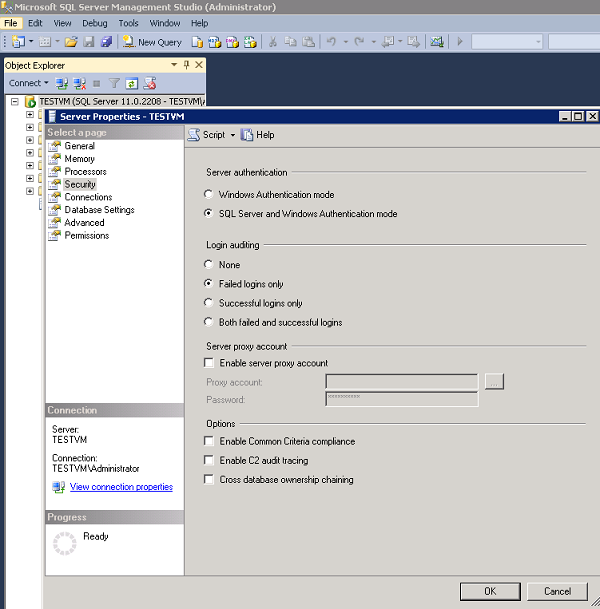 Microsoft SQL Server Management Studio (Administrator)
File Edit View Debug Tools Window Help
New Query
Object Explorer
Connect
TESTVM (SQL Server 11.0.2208 - TESTVM\A
Server Properties - TESTVM
Select a page
General
Memory
Processors
Security
Connections
Database Settings
Advanced
Permissions
Script Help
Server authentication
Windows Authentication mode
SQL Server and Windows Authentication mode
Login auditing
None
Failed logins only
Successful logins only
Both failed and successful logins
Server proxy account
Enable server proxy account
Proxy account:
...
Password:
**********
Options
Enable Common Criteria compliance
Enable C2 audit tracing
Cross database ownership chaining
Connection
Server:
TESTVM
Connection:
TESTVM\Administrator
View connection properties
Progress
Ready
OK Cancel